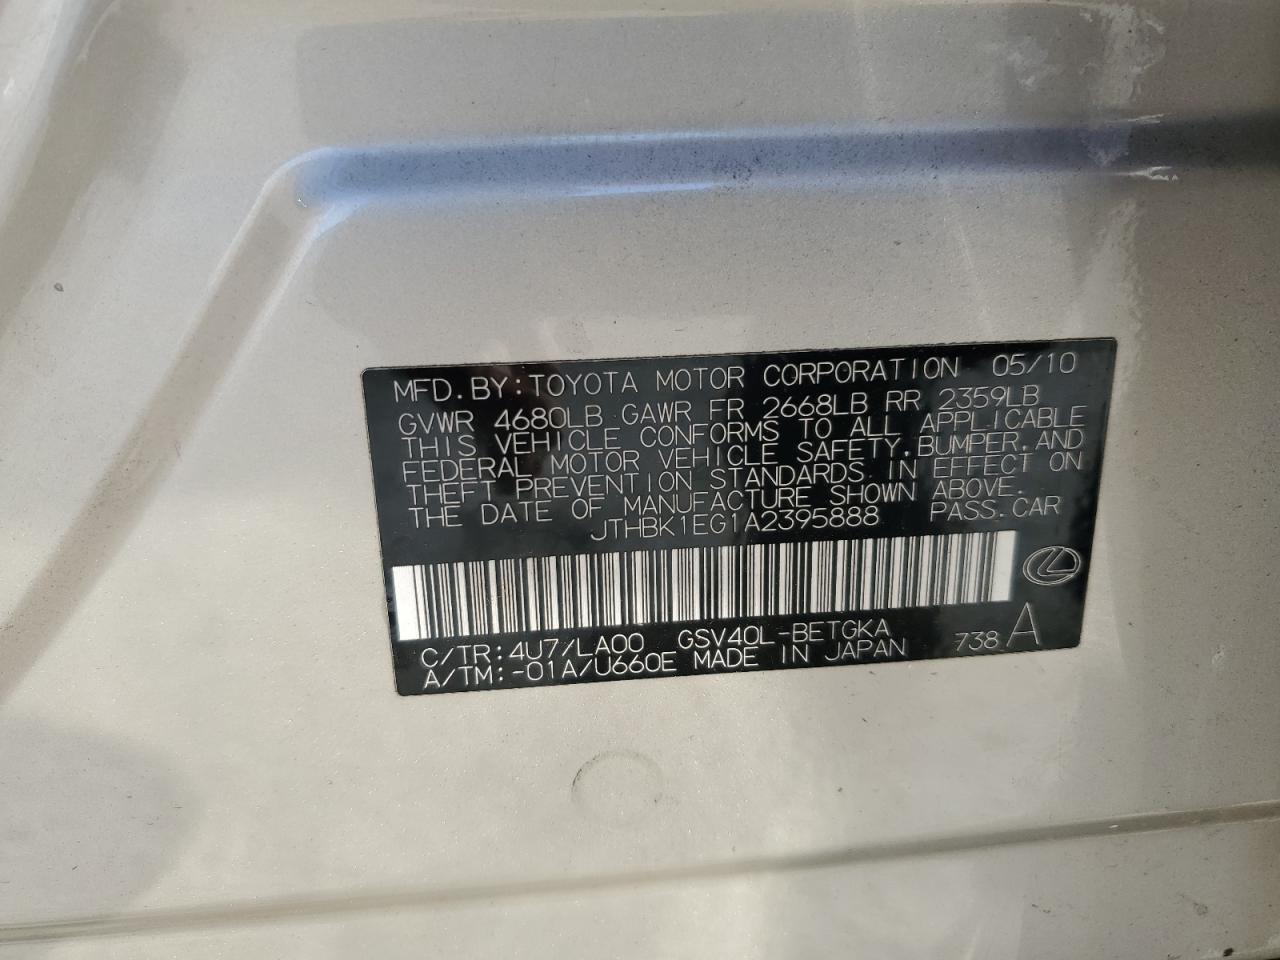 MFD. BY: TOYOTA MOTOR CORPORATION 05/10
GVWR 4680LB GAWR FR 2668LB RR 2359LB
THIS VEHICLE CONFORMS TO ALL APPLICABLE
FEDERAL MOTOR VEHICLE SAFETY, BUMPER, AND
THEFT PREVENTION STANDARDS IN EFFECT ON
THE DATE OF MANUFACTURE SHOWN ABOVE.
JTHBK1EG1A2395888 PASS. CAR
C/TR: 4U7/LA00 GSV40L-BETGKA
A/TM: -01A/U660E MADE IN JAPAN 738 A